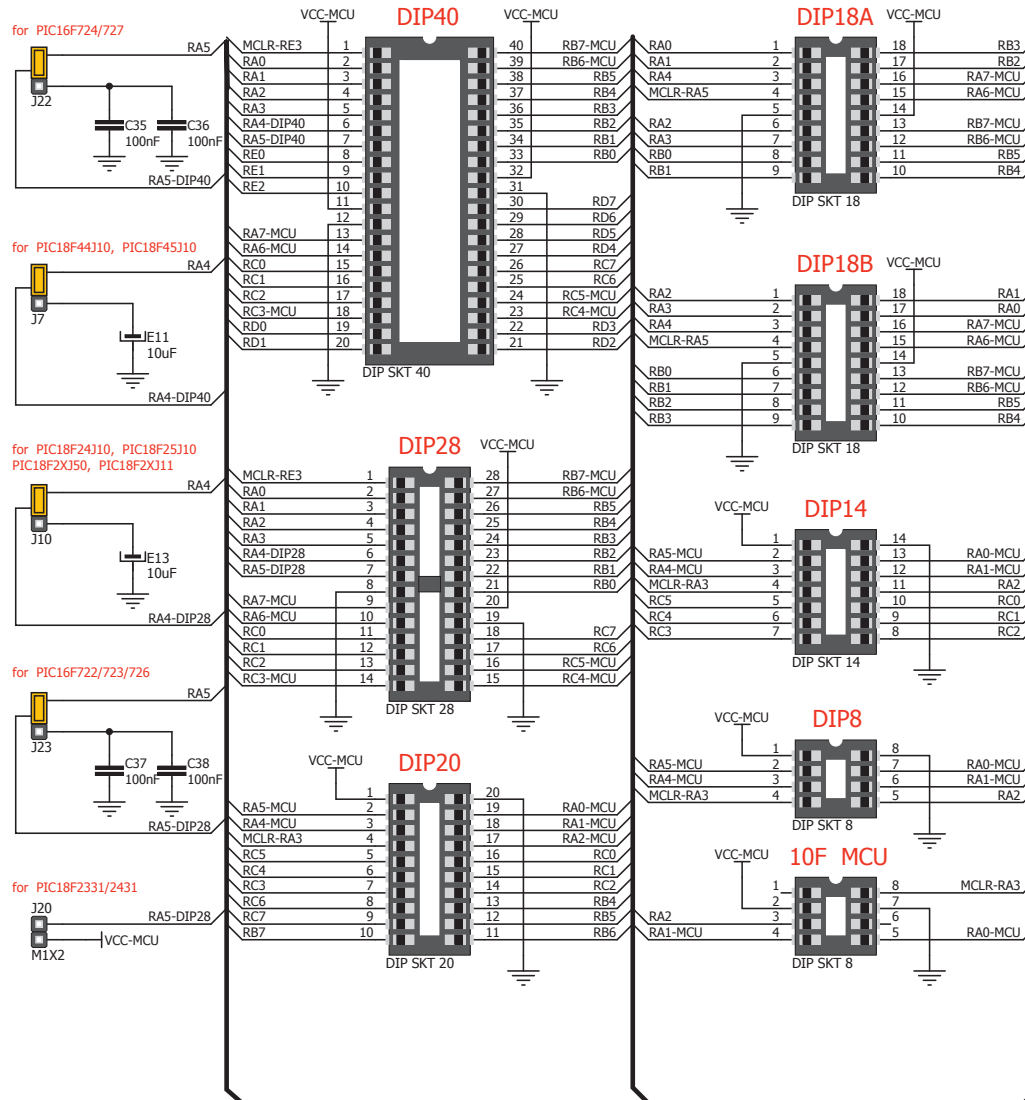 for PIC16F724/727
RA5
J22
C35
100nF
C36
100nF
RA5-DIP40
for PIC18F44J10, PIC18F45J10
RA4
J7
E11
10uF
RA4-DIP40
for PIC18F24J10, PIC18F25J10
PIC18F2XJ50, PIC18F2XJ11
RA4
J10
E13
10uF
RA4-DIP28
for PIC16F722/723/726
RA5
J23
C37
100nF
C38
100nF
RA5-DIP28
for PIC18F2331/2431
J20
RA5-DIP28
VCC-MCU
M1X2
DIP40
VCC-MCU
VCC-MCU
MCLR-RE3 1 40 RB7-MCU
RA0 2 39 RB6-MCU
RA1 3 38 RB5
RA2 4 37 RB4
RA3 5 36 RB3
RA4-DIP40 6 35 RB2
RA5-DIP40 7 34 RB1
RE0 8 33 RB0
RE1 9 32
RE2 10 31
11 30 RD7
12 29 RD6
RA7-MCU 13 28 RD5
RA6-MCU 14 27 RD4
RC0 15 26 RC7
RC1 16 25 RC6
RC2 17 24 RC5-MCU
RC3-MCU 18 23 RC4-MCU
RD0 19 22 RD3
RD1 20 21 RD2
DIP SKT 40
DIP28
VCC-MCU
MCLR-RE3 1 28 RB7-MCU
RA0 2 27 RB6-MCU
RA1 3 26 RB5
RA2 4 25 RB4
RA3 5 24 RB3
RA4-DIP28 6 23 RB2
RA5-DIP28 7 22 RB1
8 21 RB0
RA7-MCU 9 20
RA6-MCU 10 19
RC0 11 18 RC7
RC1 12 17 RC6
RC2 13 16 RC5-MCU
RC3-MCU 14 15 RC4-MCU
DIP SKT 28
DIP20
VCC-MCU
1 20
RA5-MCU 2 19 RA0-MCU
RA4-MCU 3 18 RA1-MCU
MCLR-RA3 4 17 RA2-MCU
RC5 5 16 RC0
RC4 6 15 RC1
RC3 7 14 RC2
RC6 8 13 RB4
RC7 9 12 RB5
RB7 10 11 RB6
DIP SKT 20
DIP18A
VCC-MCU
RA0 1 18 RB3
RA1 2 17 RB2
RA4 3 16 RA7-MCU
MCLR-RA5 4 15 RA6-MCU
5 14
RA2 6 13 RB7-MCU
RA3 7 12 RB6-MCU
RB0 8 11 RB5
RB1 9 10 RB4
DIP SKT 18
DIP18B
VCC-MCU
RA2 1 18 RA1
RA3 2 17 RA0
RA4 3 16 RA7-MCU
MCLR-RA5 4 15 RA6-MCU
5 14
RB0 6 13 RB7-MCU
RB1 7 12 RB6-MCU
RB2 8 11 RB5
RB3 9 10 RB4
DIP SKT 18
DIP14
VCC-MCU
1 14
RA5-MCU 2 13 RA0-MCU
RA4-MCU 3 12 RA1-MCU
MCLR-RA3 4 11 RA2
RC5 5 10 RC0
RC4 6 9 RC1
RC3 7 8 RC2
DIP SKT 14
DIP8
VCC-MCU
1 8
RA5-MCU 2 7 RA0-MCU
RA4-MCU 3 6 RA1-MCU
MCLR-RA3 4 5 RA2
DIP SKT 8
10F MCU
VCC-MCU
1 8 MCLR-RA3
2 7
RA2 3 6
RA1-MCU 4 5 RA0-MCU
DIP SKT 8